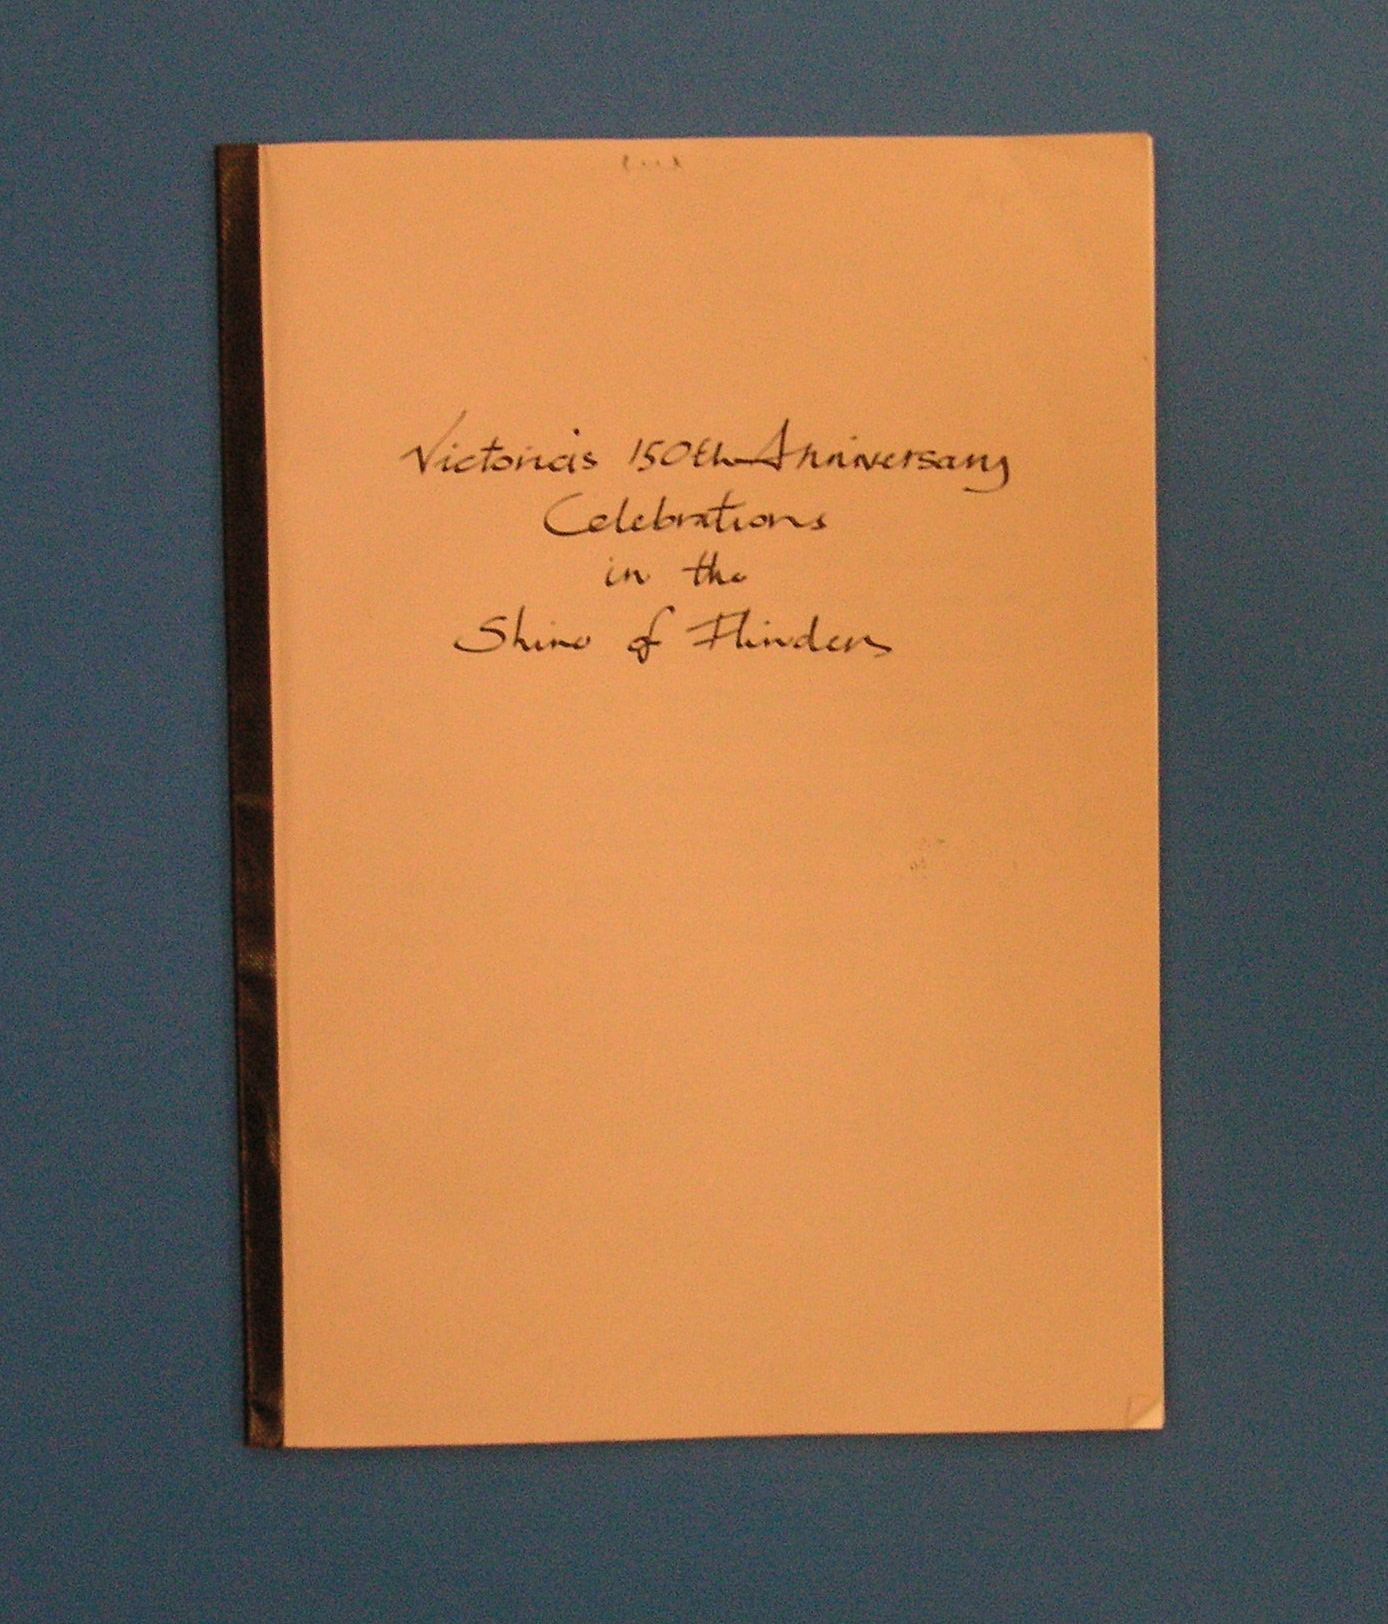 Victoria's 150th Anniversary
Celebrations
in the
Shire of Flinders